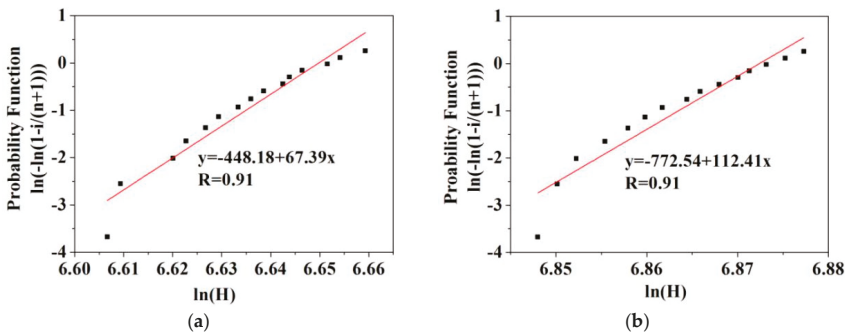 1
0
-1
-2
-3
-4
Probability Function
ln(-ln(1-i/(n+1)))
y=-448.18+67.39x
R=0.91
6.60 6.61 6.62 6.63 6.64 6.65 6.66
ln(H)
(a)
1
0
-1
-2
-3
-4
Proability Function
ln(-ln(1-i/(n+1)))
y=-772.54+112.41x
R=0.91
6.85 6.86 6.87 6.88
ln(H)
(b)